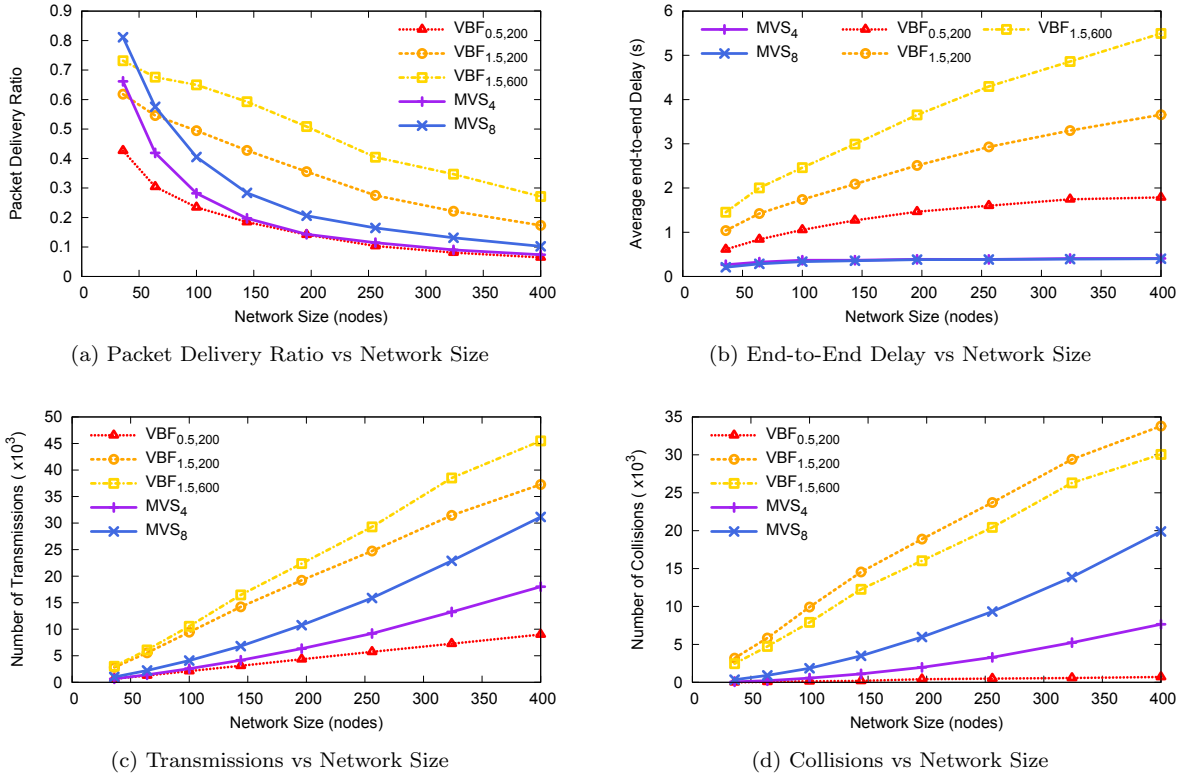 Packet Delivery Ratio
0.9
0.8
0.7
0.6
0.5
0.4
0.3
0.2
0.1
0
0 50 100 150 200 250 300 350 400
Network Size (nodes)
VBF0.5,200
VBF1.5,200
VBF1.5,600
MVS4
MVS8
(a) Packet Delivery Ratio vs Network Size
Average end-to-end Delay (s)
6
5
4
3
2
1
0
0 50 100 150 200 250 300 350 400
Network Size (nodes)
MVS4
MVS8
VBF0.5,200
VBF1.5,200
VBF1.5,600
(b) End-to-End Delay vs Network Size
Number of Transmissions ( x10³)
50
45
40
35
30
25
20
15
10
5
0
0 50 100 150 200 250 300 350 400
Network Size (nodes)
VBF0.5,200
VBF1.5,200
VBF1.5,600
MVS4
MVS8
(c) Transmissions vs Network Size
Number of Collisions ( x10³)
35
30
25
20
15
10
5
0
0 50 100 150 200 250 300 350 400
Network Size (nodes)
VBF0.5,200
VBF1.5,200
VBF1.5,600
MVS4
MVS8
(d) Collisions vs Network Size